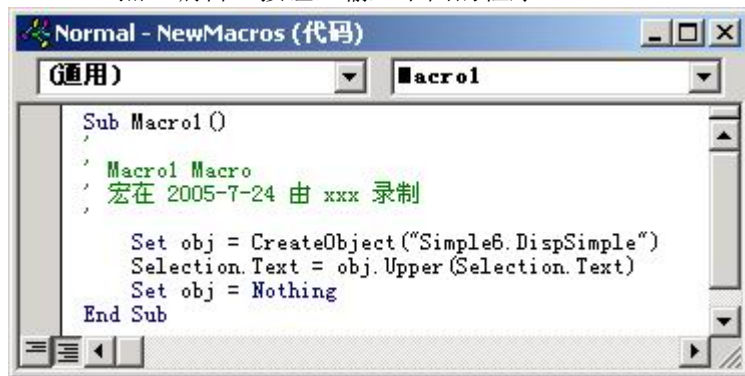 Normal - NewMacros (代码)
(通用) Macro1
Sub Macro1()
'
' Macro1 Macro
' 宏在 2005-7-24 由 xxx 录制
'
Set obj = CreateObject("Simple6.DispSimple")
Selection.Text = obj.Upper(Selection.Text)
Set obj = Nothing
End Sub